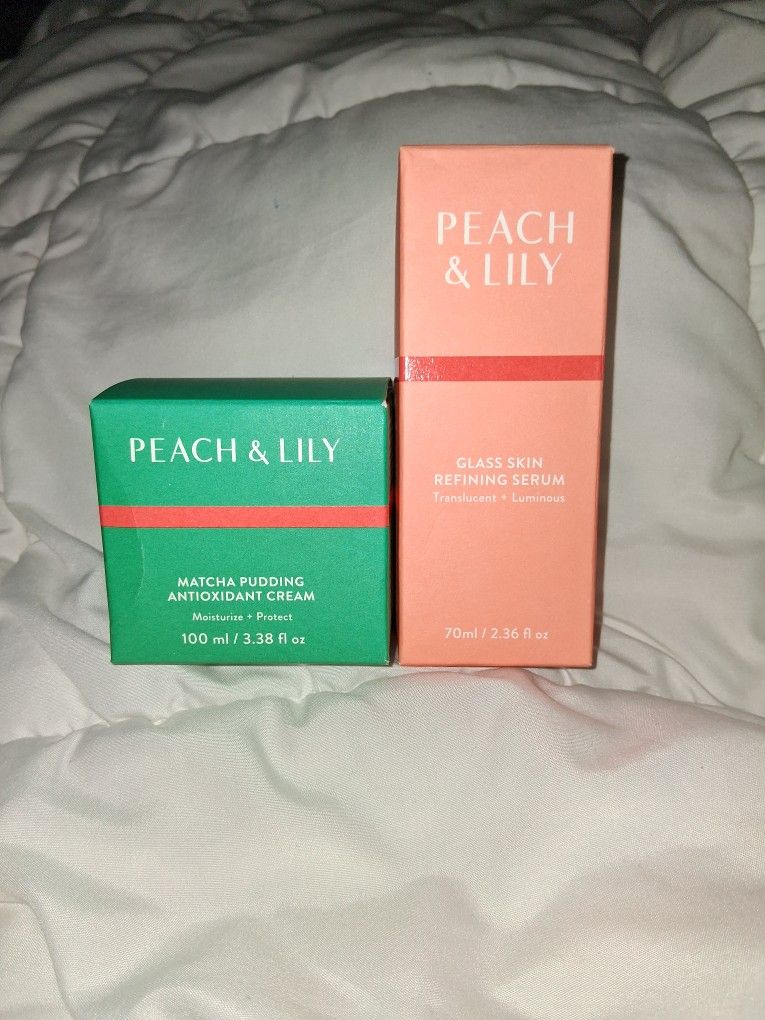 PEACH & LILY
MATCHA PUDDING
ANTIOXIDANT CREAM
Moisturize + Protect
100 ml / 3.38 fl oz
PEACH
& LILY
GLASS SKIN
REFINING SERUM
Translucent + Luminous
70ml / 2.36 fl oz